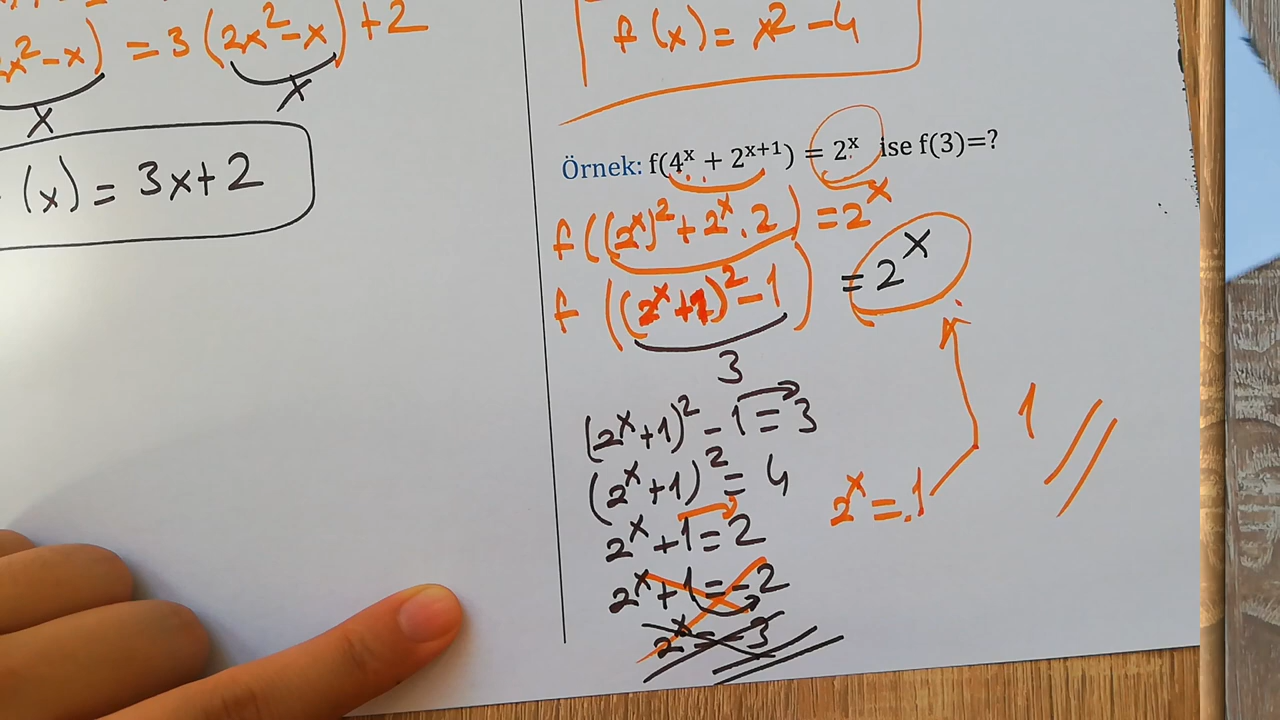 x²-x) = 3(2x²-x)+2
x x
(x) = 3x+2
f(x) = x²-4
Örnek: f(4ˣ + 2ˣ⁺¹) = 2ˣ ise f(3)=?
f((2ˣ)²+2ˣ.2) = 2ˣ
f((2ˣ+1)²-1) = 2ˣ
3
(2ˣ+1)²-1=3
(2ˣ+1)²=4
2ˣ+1=2
2ˣ+1=-2
2ˣ=-3
2ˣ=1
1